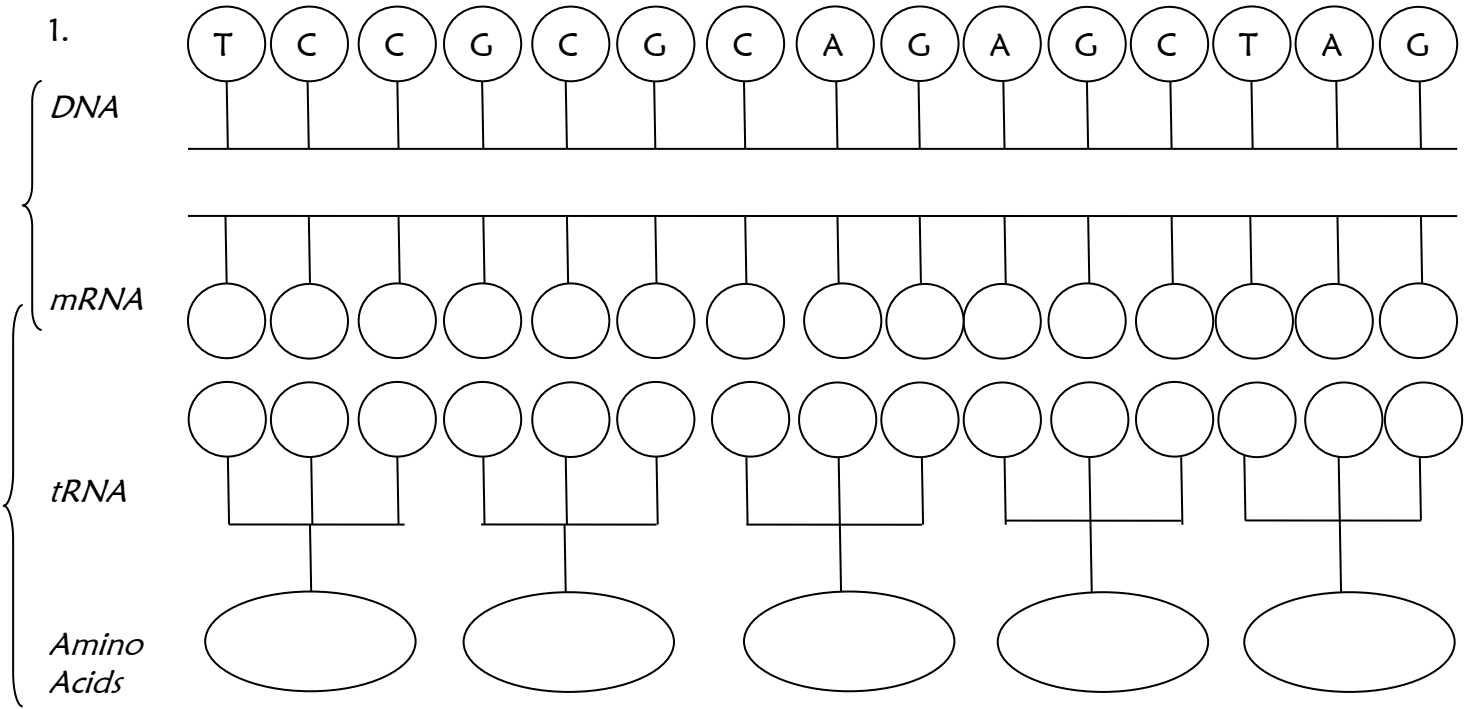 1.
T C C G C G C A G A G C T A G
DNA
mRNA
tRNA
Amino
Acids